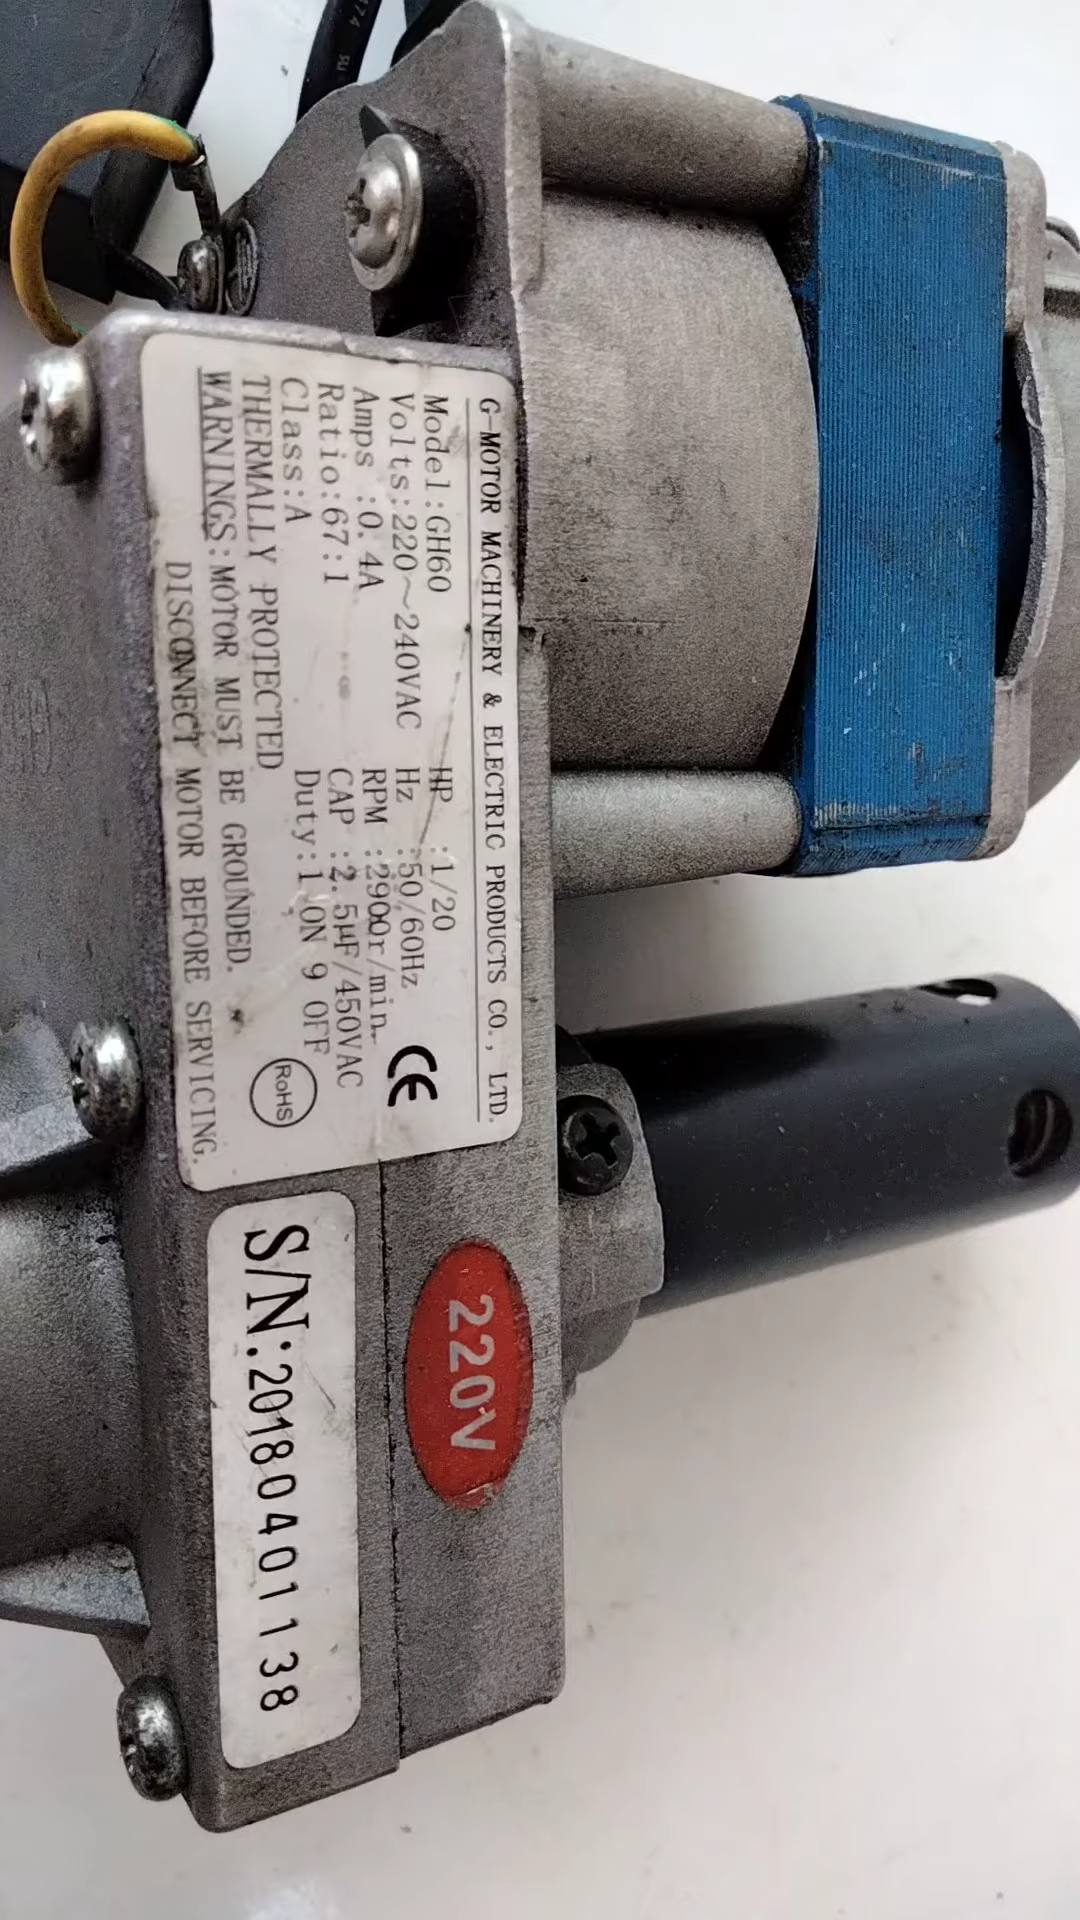 G-MOTOR MACHINERY & ELECTRIC PRODUCTS CO., LTD.
Model:GH60 HP :1/20
Volts:220~240VAC Hz :50/60Hz
Amps :0.4A RPM :2900r/min.
Ratio:67:1 CAP :2.5μF/450VAC
Class:A Duty:1 ON 9 OFF
THERMALLY PROTECTED
WARNINGS:MOTOR MUST BE GROUNDED.
DISCONNECT MOTOR BEFORE SERVICING.
CE
RoHS
220V
S/N:20180401138